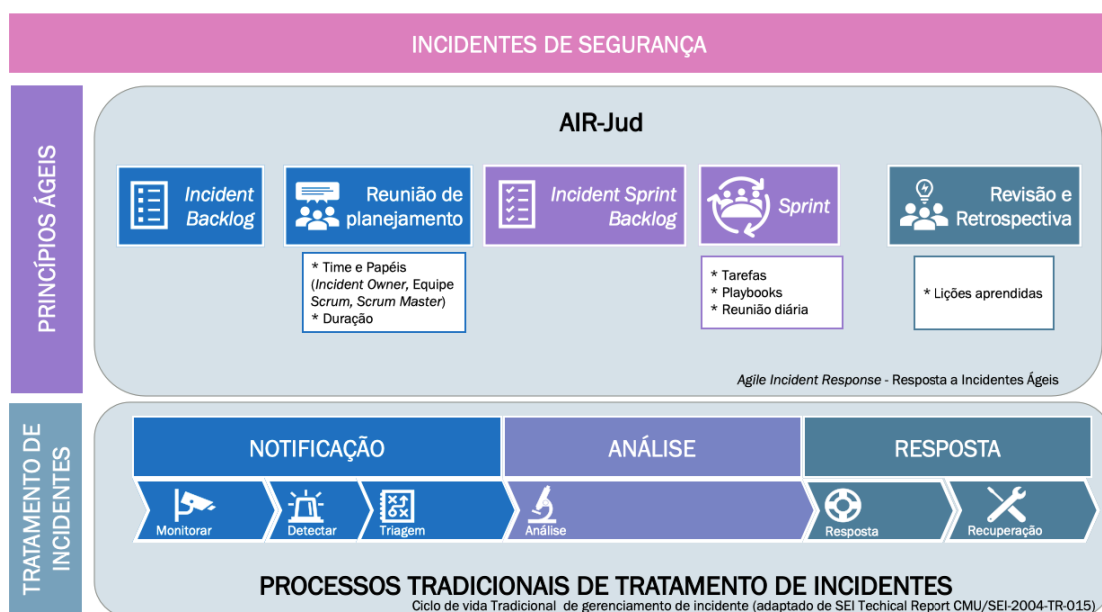 INCIDENTES DE SEGURANÇA
PRINCÍPIOS ÁGEIS
AIR-Jud
Incident
Backlog
Reunião de
planejamento
Incident Sprint
Backlog
Sprint
Revisão e
Retrospectiva
* Time e Papéis
(Incident Owner, Equipe
Scrum, Scrum Master)
* Duração
* Tarefas
* Playbooks
* Reunião diária
* Lições aprendidas
Agile Incident Response - Resposta a Incidentes Ágeis
TRATAMENTO DE
INCIDENTES
NOTIFICAÇÃO
ANÁLISE
RESPOSTA
Monitorar
Detectar
Triagem
Análise
Resposta
Recuperação
PROCESSOS TRADICIONAIS DE TRATAMENTO DE INCIDENTES
Ciclo de vida Tradicional de gerenciamento de incidente (adaptado de SEI Techical Report CMU/SEI-2004-TR-015)